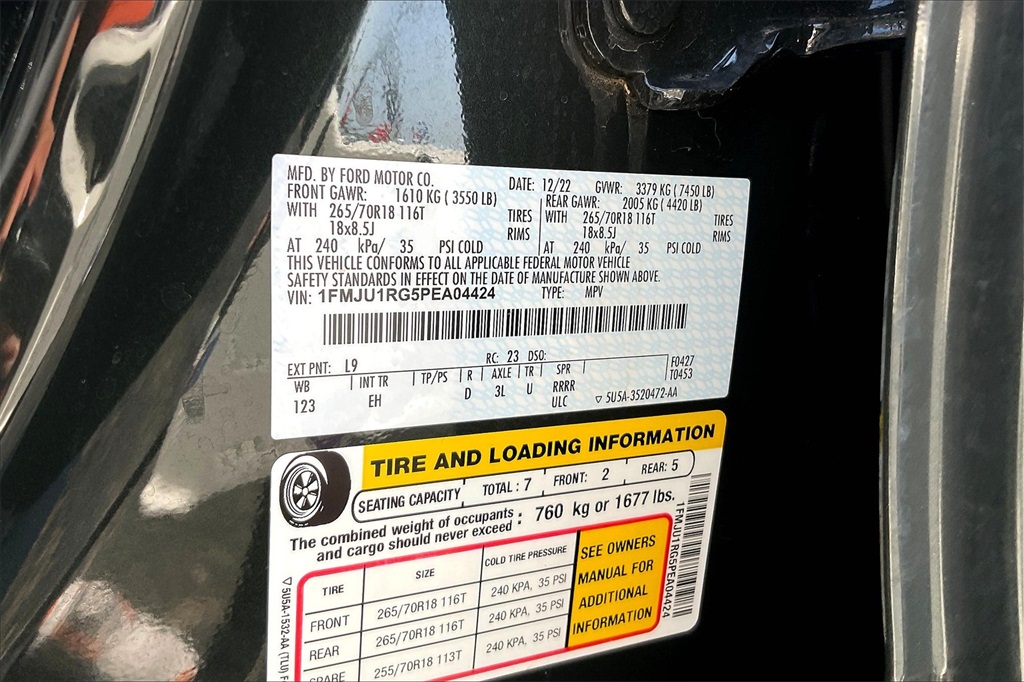 MFD. BY FORD MOTOR CO. DATE: 12/22 GVWR: 3379 KG (7450 LB)
FRONT GAWR: 1610 KG (3550 LB) REAR GAWR: 2005 KG (4420 LB)
WITH 265/70R18 116T TIRES WITH 265/70R18 116T TIRES
18x8.5J RIMS 18x8.5J RIMS
AT 240 kPa/ 35 PSI COLD AT 240 kPa/ 35 PSI COLD
THIS VEHICLE CONFORMS TO ALL APPLICABLE FEDERAL MOTOR VEHICLE
SAFETY STANDARDS IN EFFECT ON THE DATE OF MANUFACTURE SHOWN ABOVE.
VIN: 1FMJU1RG5PEA04424 TYPE: MPV
EXT PNT: L9 RC: 23 DSO: F0427
WB INT TR TP/PS R AXLE TR SPR T0453
123 EH D 3L U RRRR
ULC 5U5A-3520472-AA
TIRE AND LOADING INFORMATION
SEATING CAPACITY TOTAL: 7 FRONT: 2 REAR: 5
The combined weight of occupants and cargo should never exceed : 760 kg or 1677 lbs.
TIRE SIZE COLD TIRE PRESSURE
FRONT 265/70R18 116T 240 KPA, 35 PSI
REAR 265/70R18 116T 240 KPA, 35 PSI
SPARE 255/70R18 113T 240 KPA, 35 PSI
SEE OWNERS
MANUAL FOR
ADDITIONAL
INFORMATION
1FMJU1RG5PEA04424
5U5A-1532-AA (TLU)